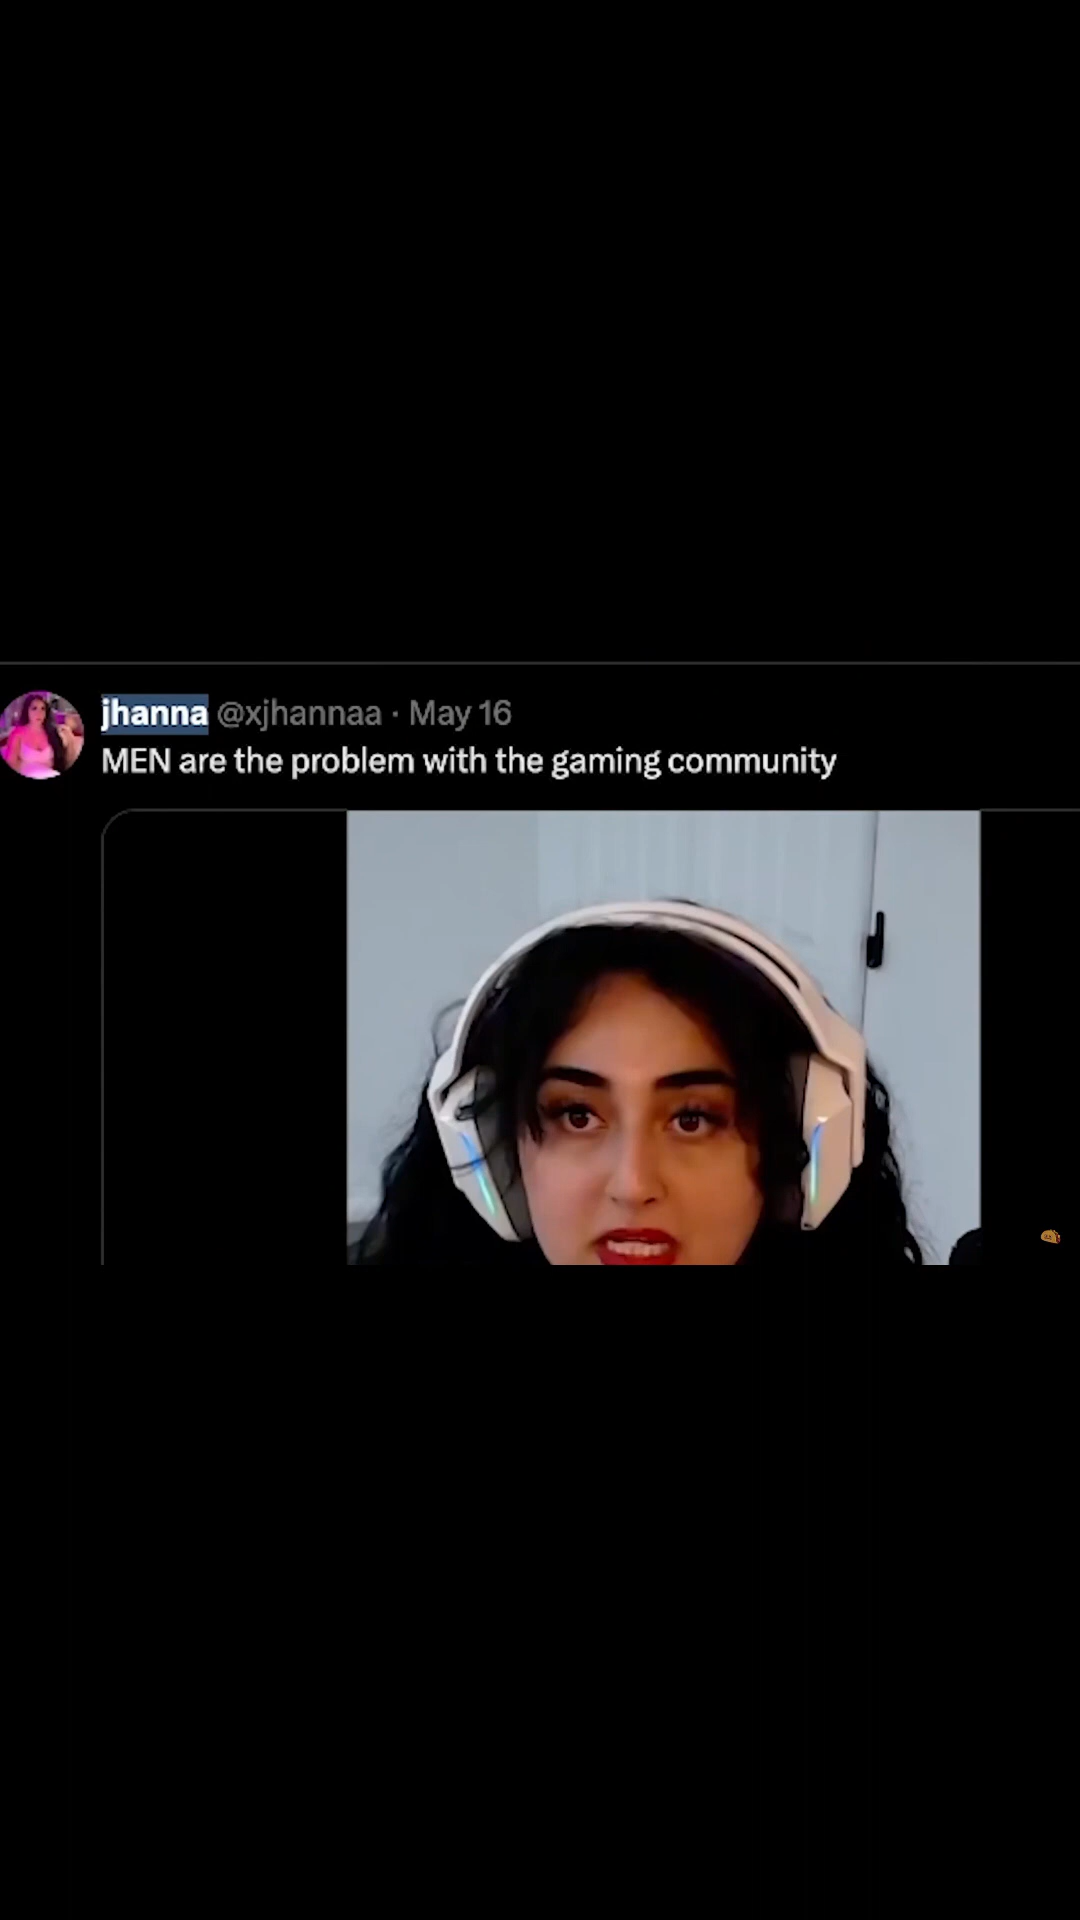 jhanna @xjhannaa · May 16
MEN are the problem with the gaming community